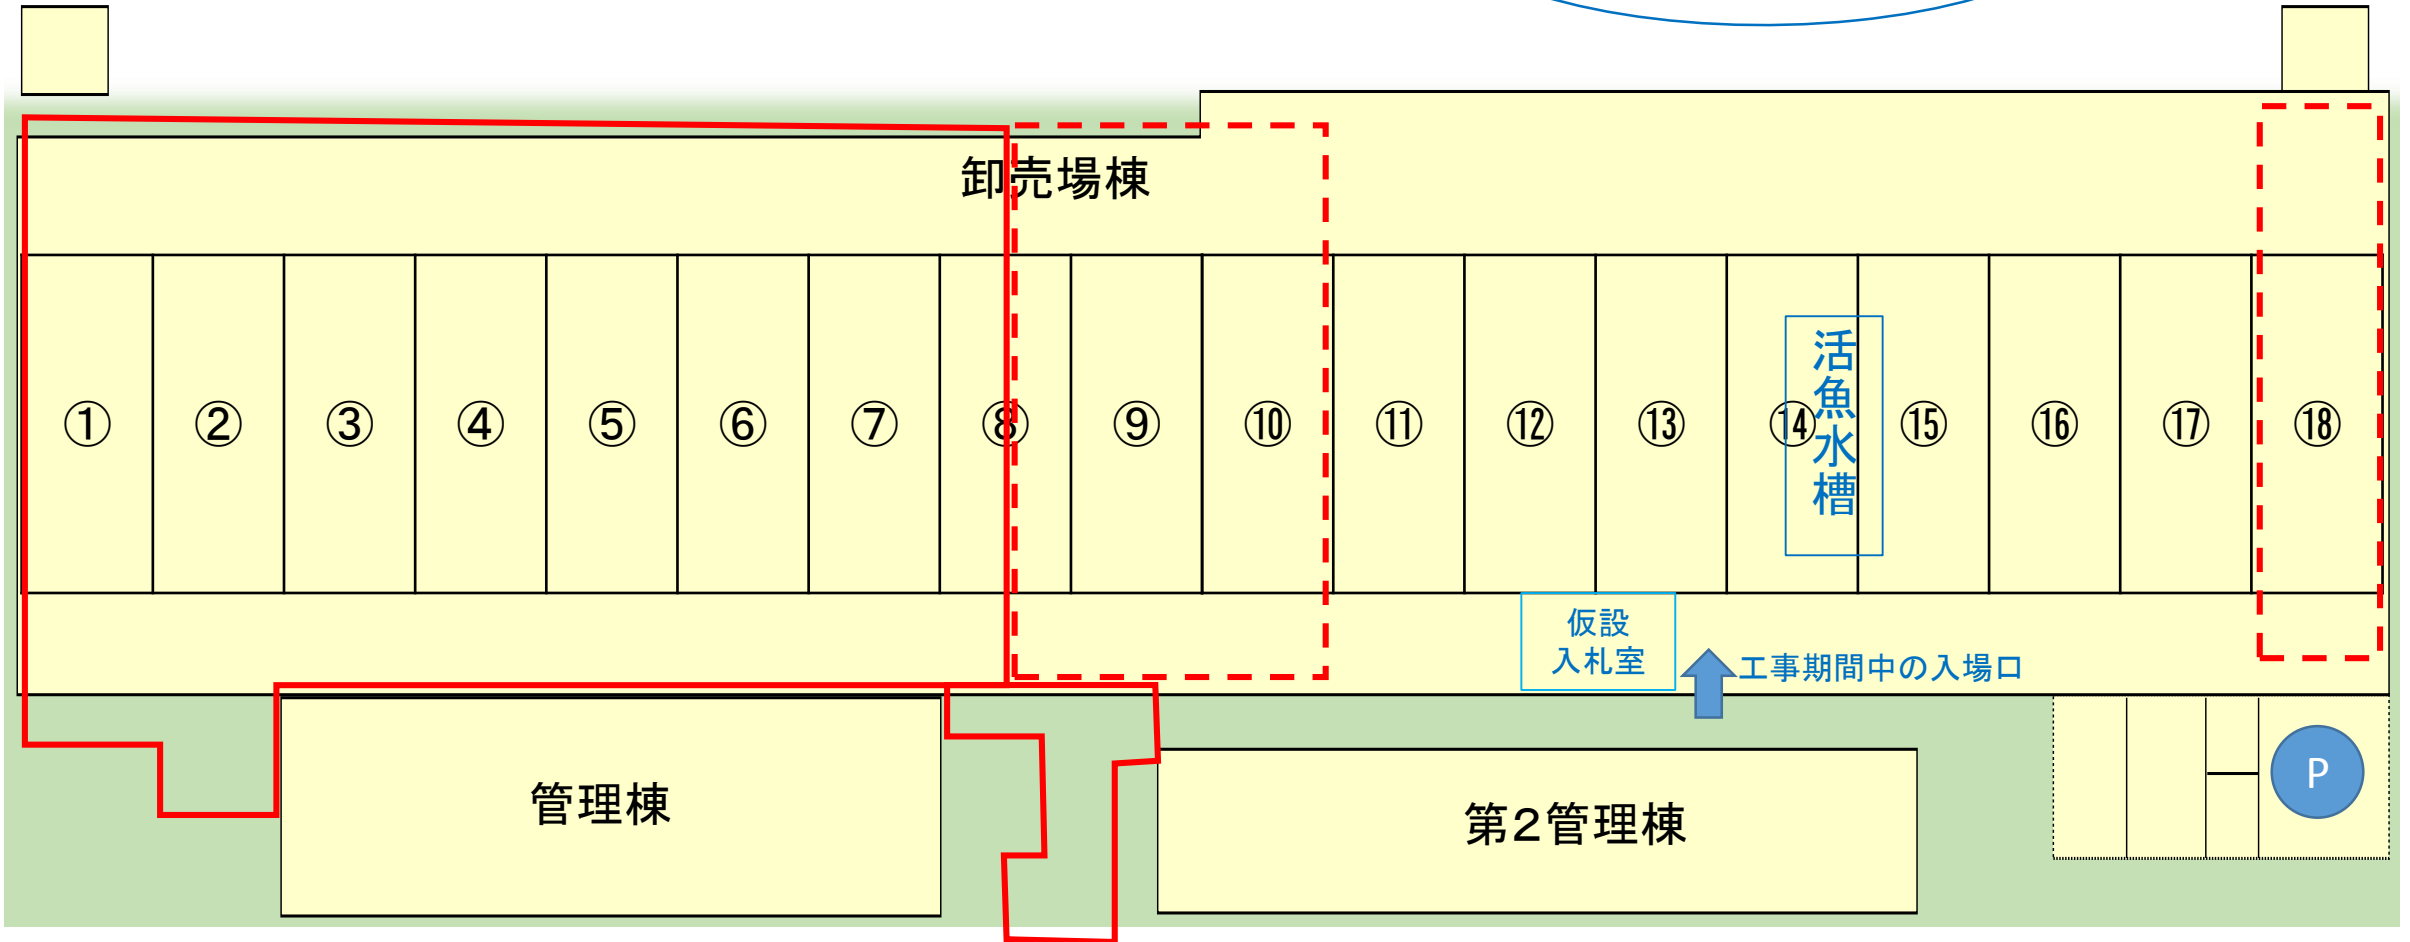 卸売場棟
①
②
③
④
⑤
⑥
⑦
⑧
⑨
⑩
⑪
⑫
⑬
⑭
⑮
⑯
⑰
⑱
活魚水槽
仮設
入札室
工事期間中の入場口
管理棟
第2管理棟
P